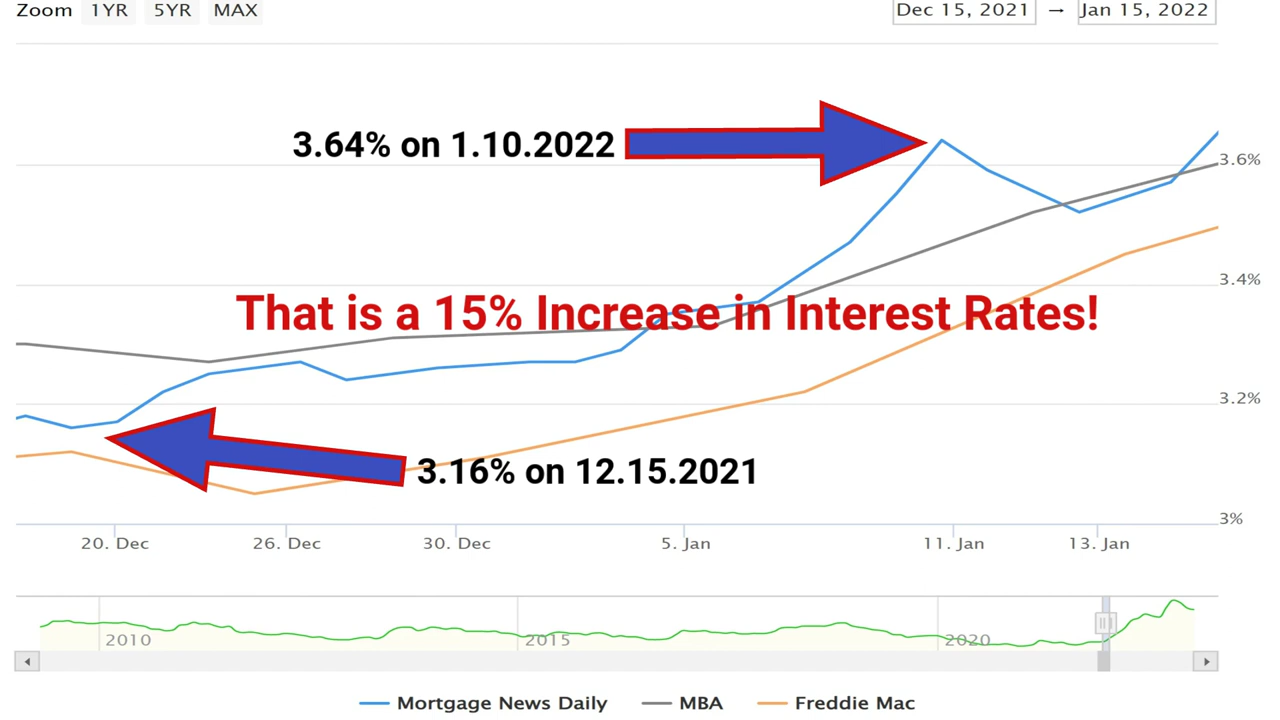 Zoom 1YR 5YR MAX Dec 15, 2021 → Jan 15, 2022
3.64% on 1.10.2022
3.6%
3.4%
That is a 15% Increase in Interest Rates!
3.2%
3.16% on 12.15.2021
3%
20. Dec 26. Dec 30. Dec 5. Jan 11. Jan 13. Jan
2010 2015 2020
Mortgage News Daily MBA Freddie Mac